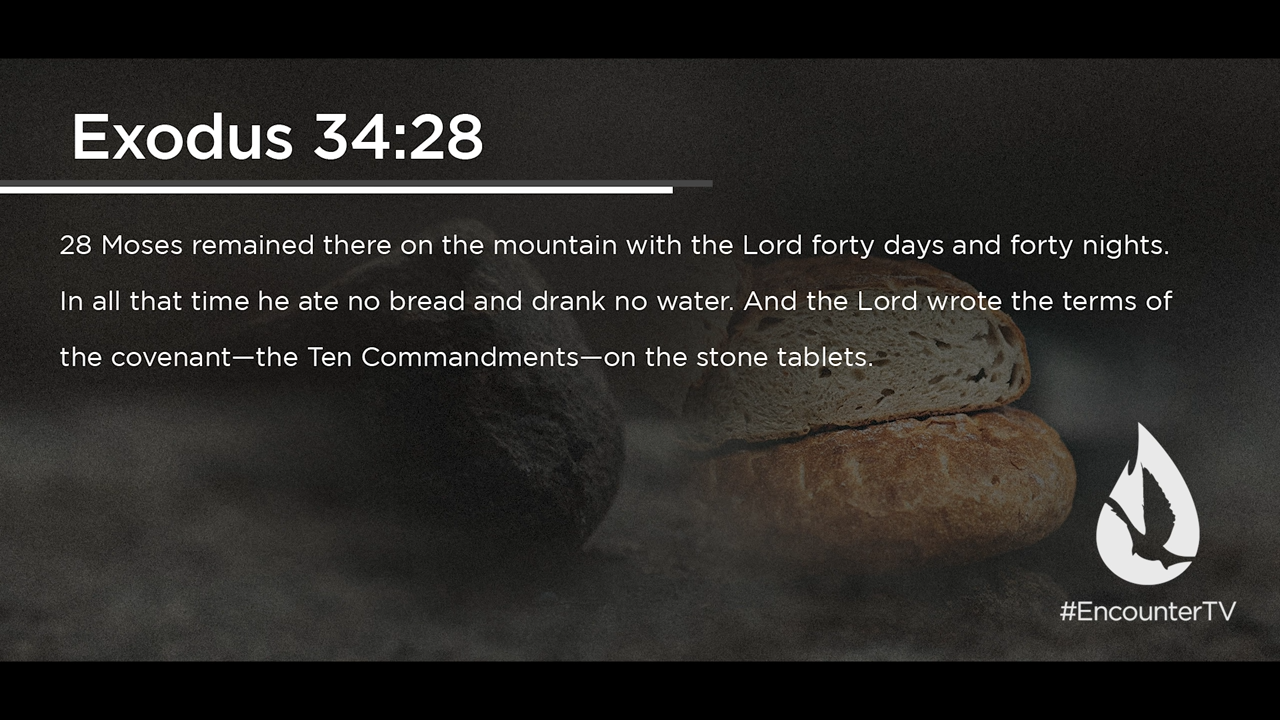 Exodus 34:28
28 Moses remained there on the mountain with the Lord forty days and forty nights.
In all that time he ate no bread and drank no water. And the Lord wrote the terms of
the covenant—the Ten Commandments—on the stone tablets.
#EncounterTV